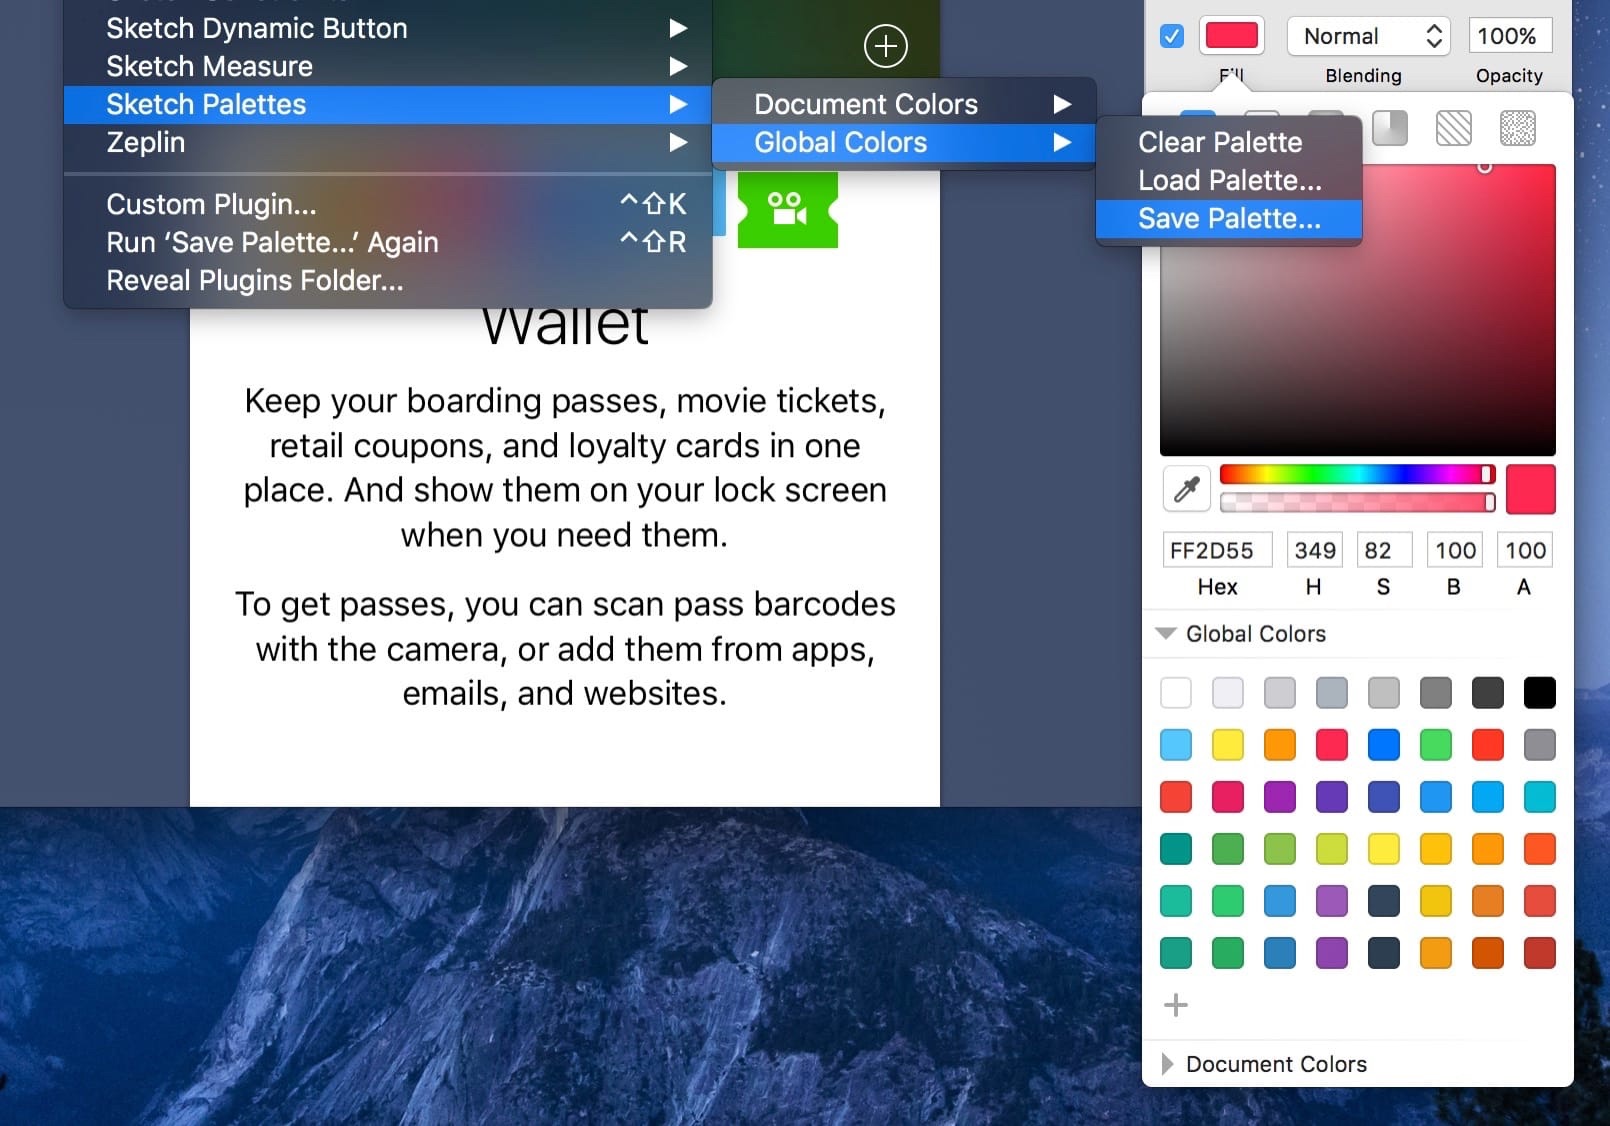 Sketch Dynamic Button
Sketch Measure
Sketch Palettes
Zeplin
Custom Plugin... ^⇧K
Run ‘Save Palette...’ Again ^⇧R
Reveal Plugins Folder...
Document Colors
Global Colors
Clear Palette
Load Palette...
Save Palette...
Wallet
Keep your boarding passes, movie tickets,
retail coupons, and loyalty cards in one
place. And show them on your lock screen
when you need them.
To get passes, you can scan pass barcodes
with the camera, or add them from apps,
emails, and websites.
Normal 100%
Fill Blending Opacity
FF2D55 349 82 100 100
Hex H S B A
Global Colors
Document Colors